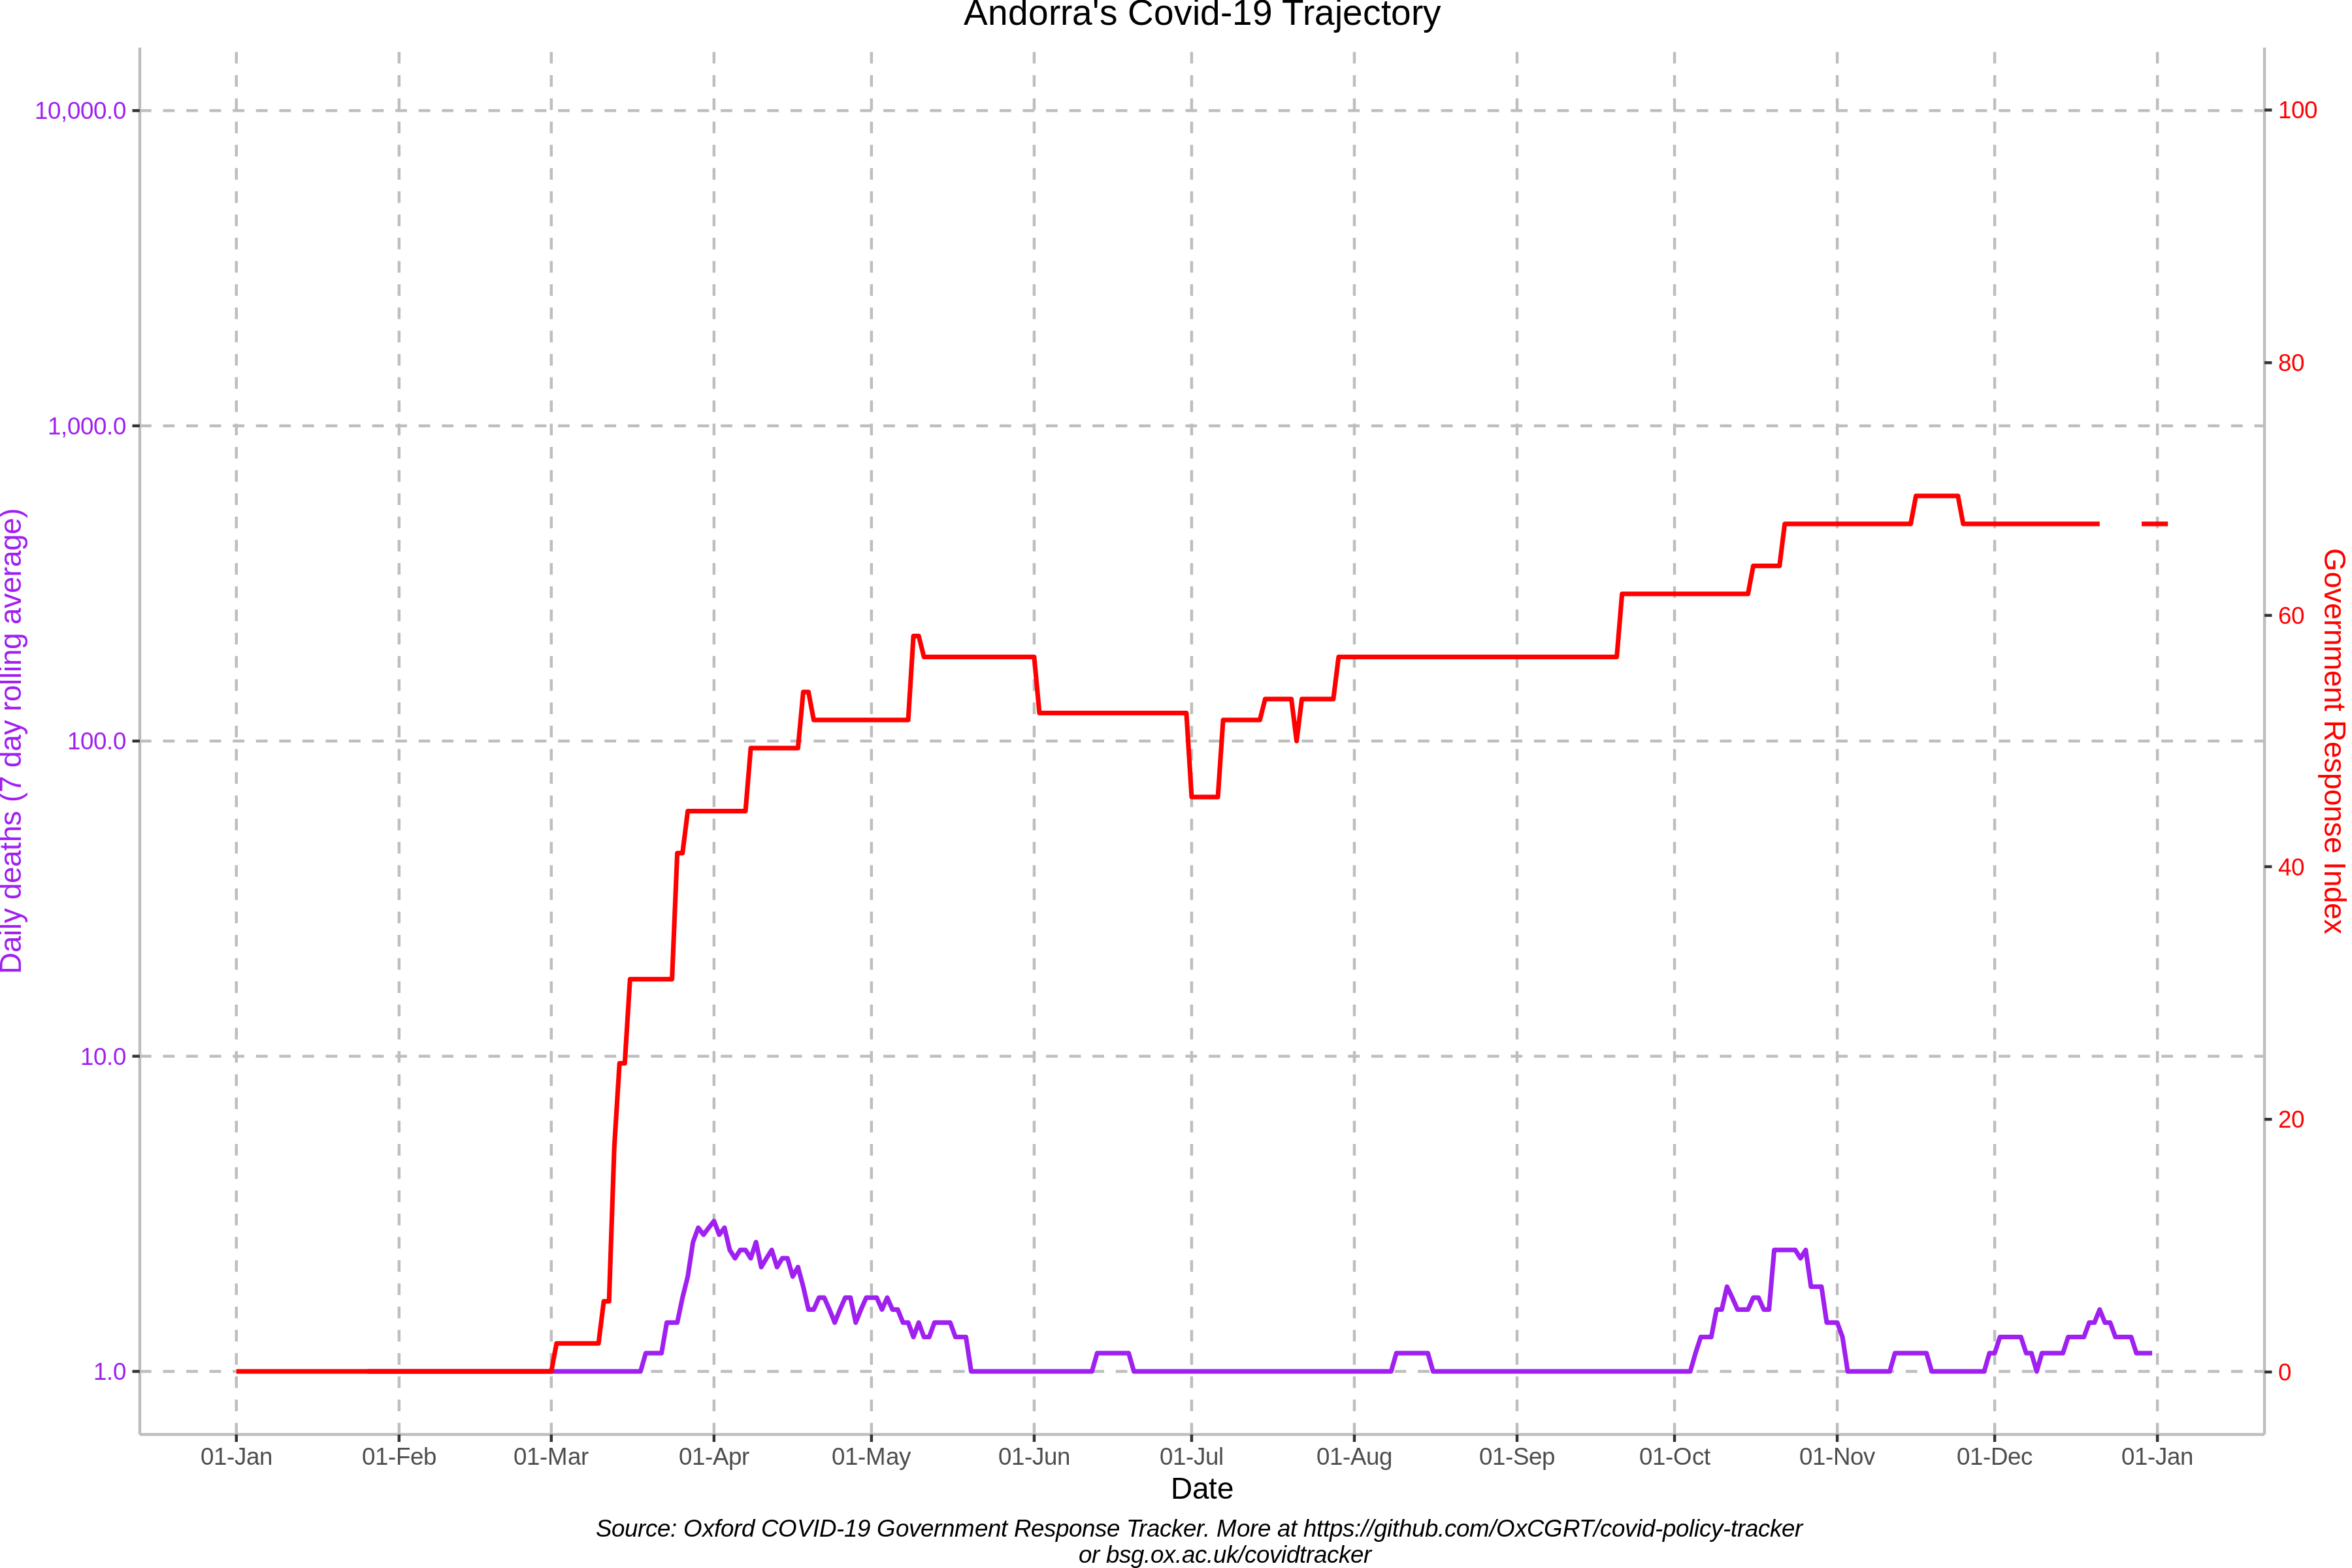 Andorra's Covid-19 Trajectory
10,000.0
1,000.0
100.0
10.0
1.0
Daily deaths (7 day rolling average)
100
80
60
40
20
0
Government Response Index
01-Jan 01-Feb 01-Mar 01-Apr 01-May 01-Jun 01-Jul 01-Aug 01-Sep 01-Oct 01-Nov 01-Dec 01-Jan
Date
Source: Oxford COVID-19 Government Response Tracker. More at https://github.com/OxCGRT/covid-policy-tracker
or bsg.ox.ac.uk/covidtracker